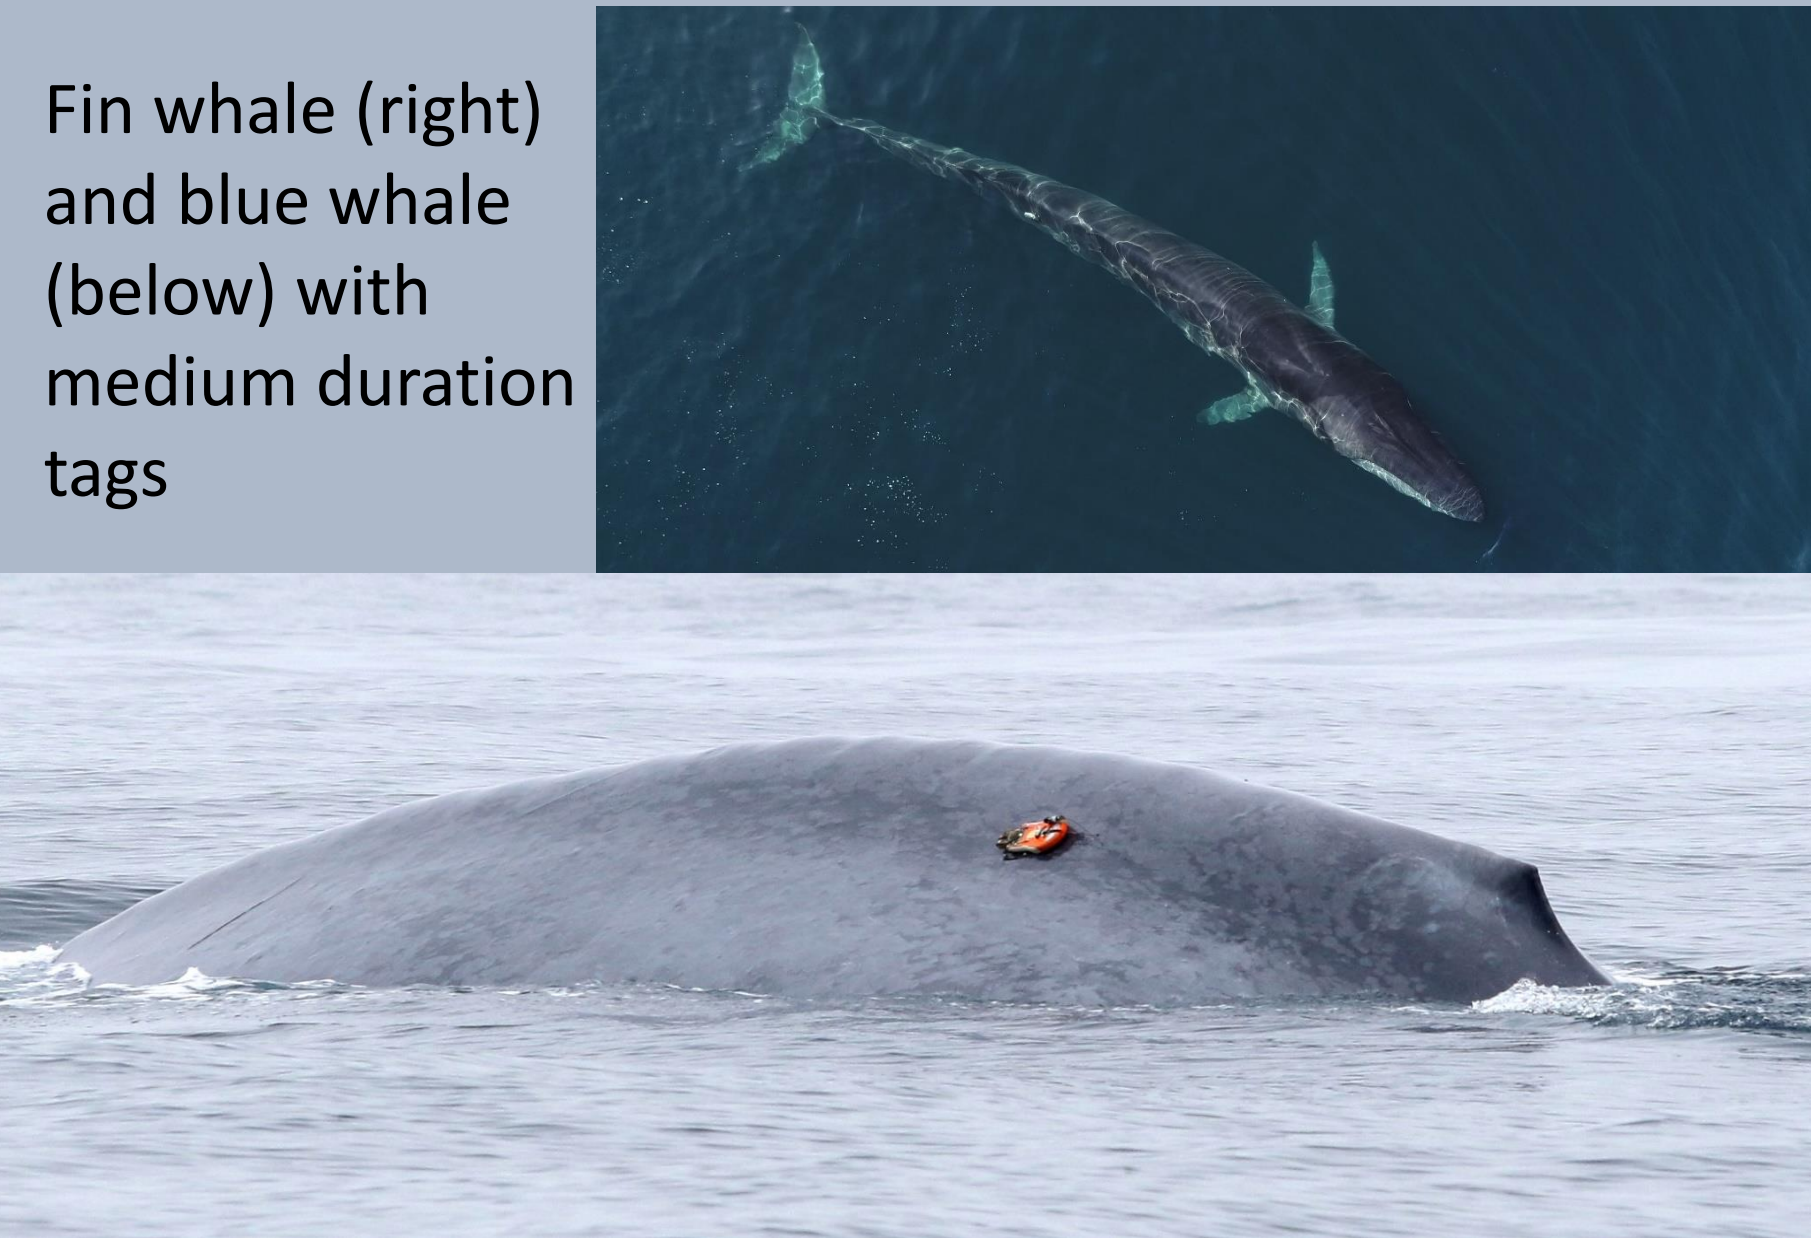 Fin whale (right)
and blue whale
(below) with
medium duration
tags